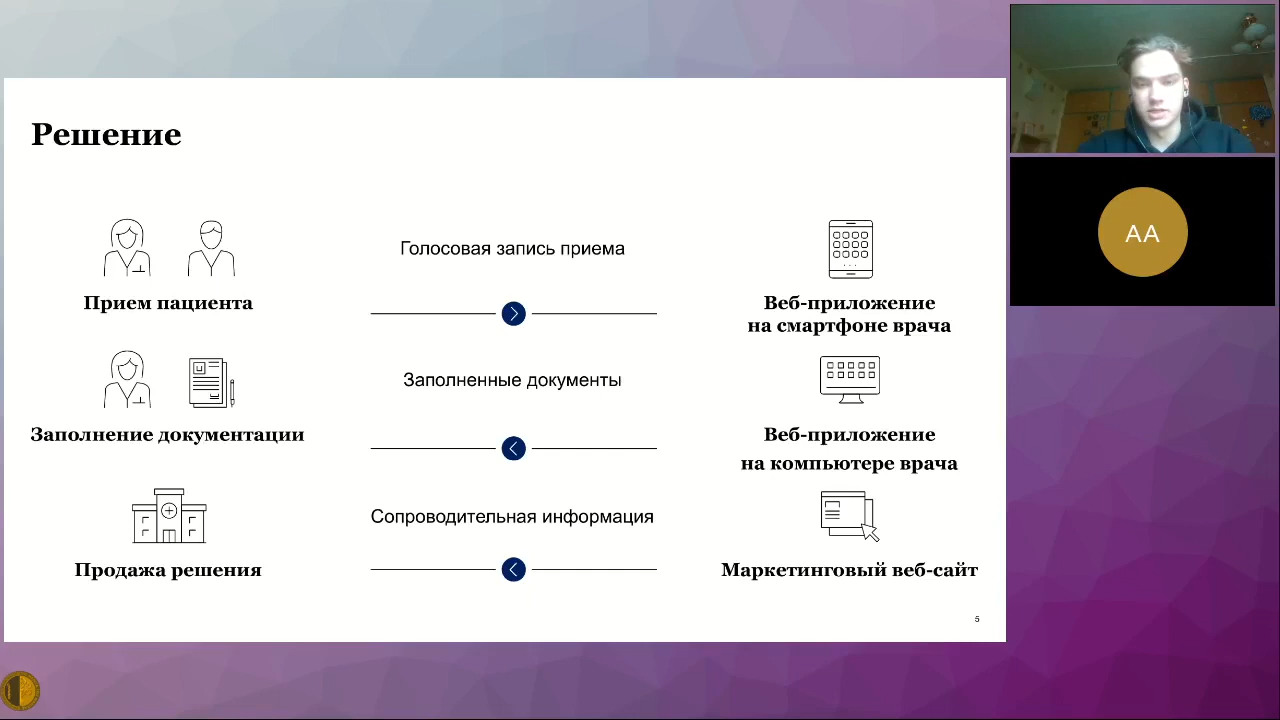 Решение
Голосовая запись приема
Прием пациента
Веб-приложение
на смартфоне врача
Заполненные документы
Заполнение документации
Веб-приложение
на компьютере врача
Сопроводительная информация
Продажа решения
Маркетинговый веб-сайт
5
AA